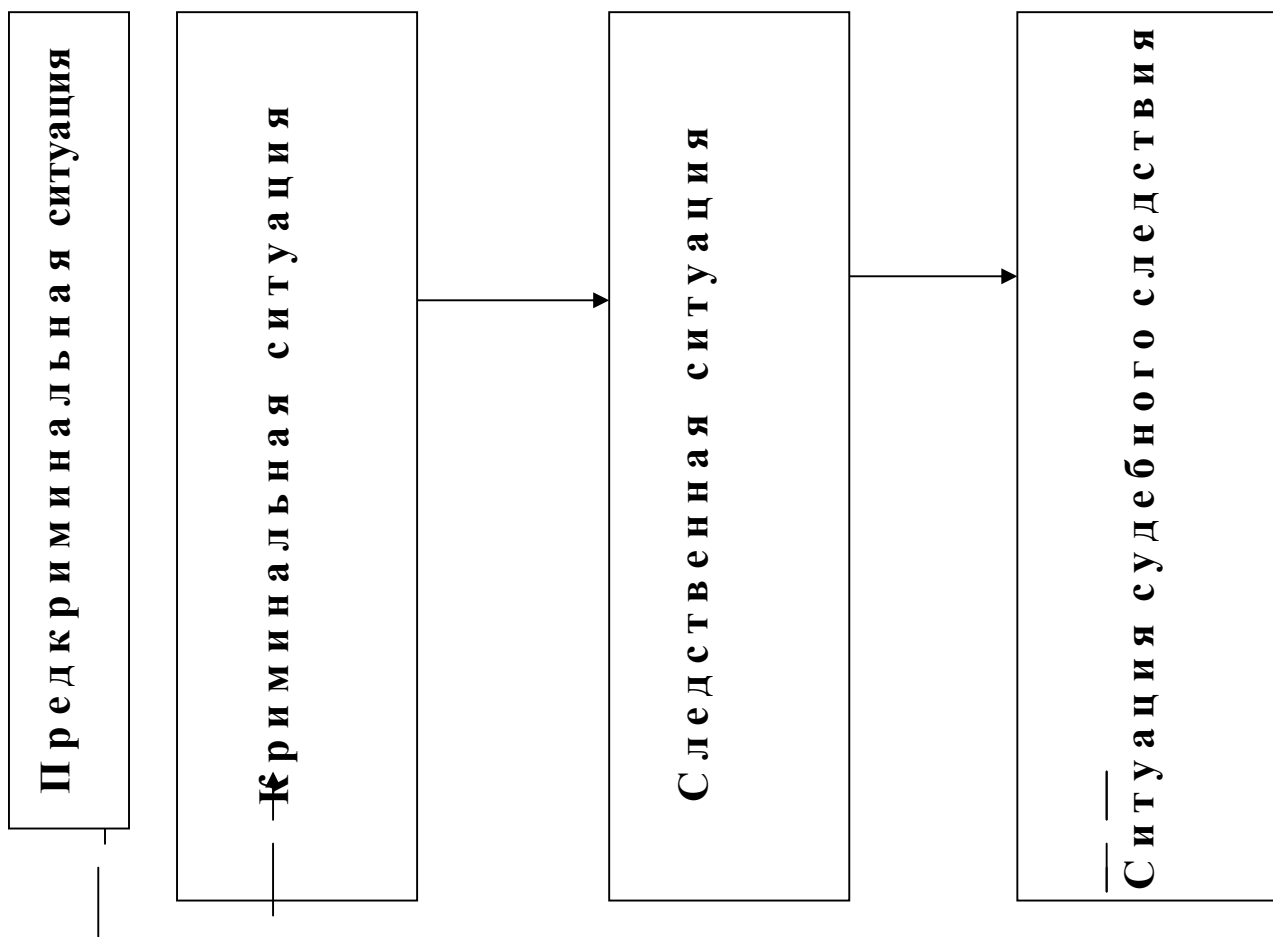 Предкриминальная ситуация
Криминальная ситуация
Следственная ситуация
Ситуация судебного следствия